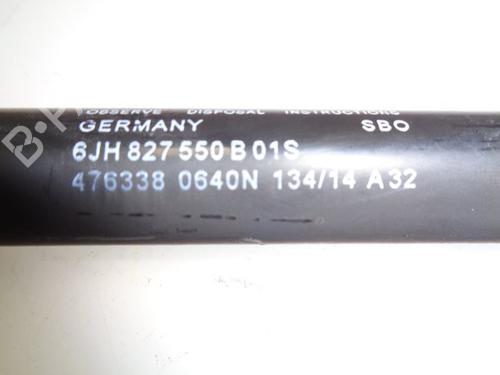 OBSERVE DISPOSAL INSTRUCTIONS
GERMANY SBO
6JH 827 550 B 01S
476338 0640N 134/14 A32